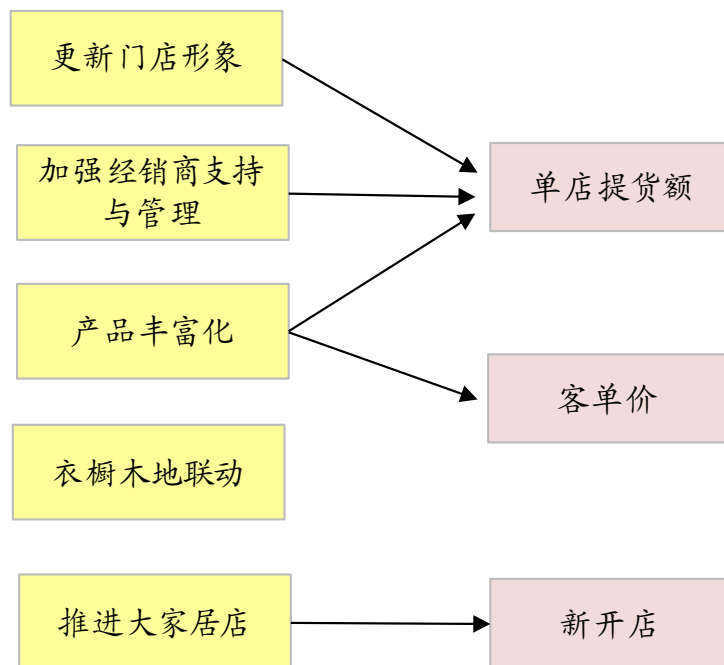 更新门店形象
加强经销商支持
与管理
单店提货额
产品丰富化
客单价
衣橱木地联动
推进大家居店
新开店